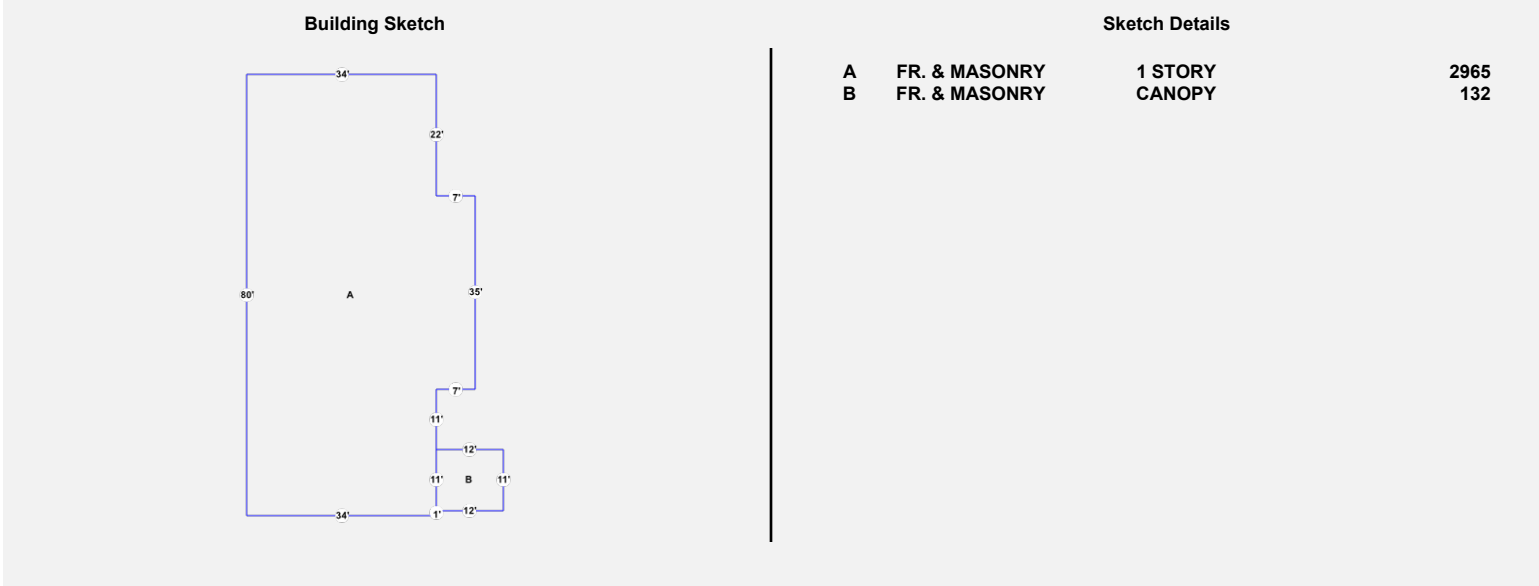 Building Sketch
34'
22'
7'
80'
A
35'
7'
11'
12'
11'
B
11'
34'
1'
12'
Sketch Details
A FR. & MASONRY 1 STORY 2965
B FR. & MASONRY CANOPY 132